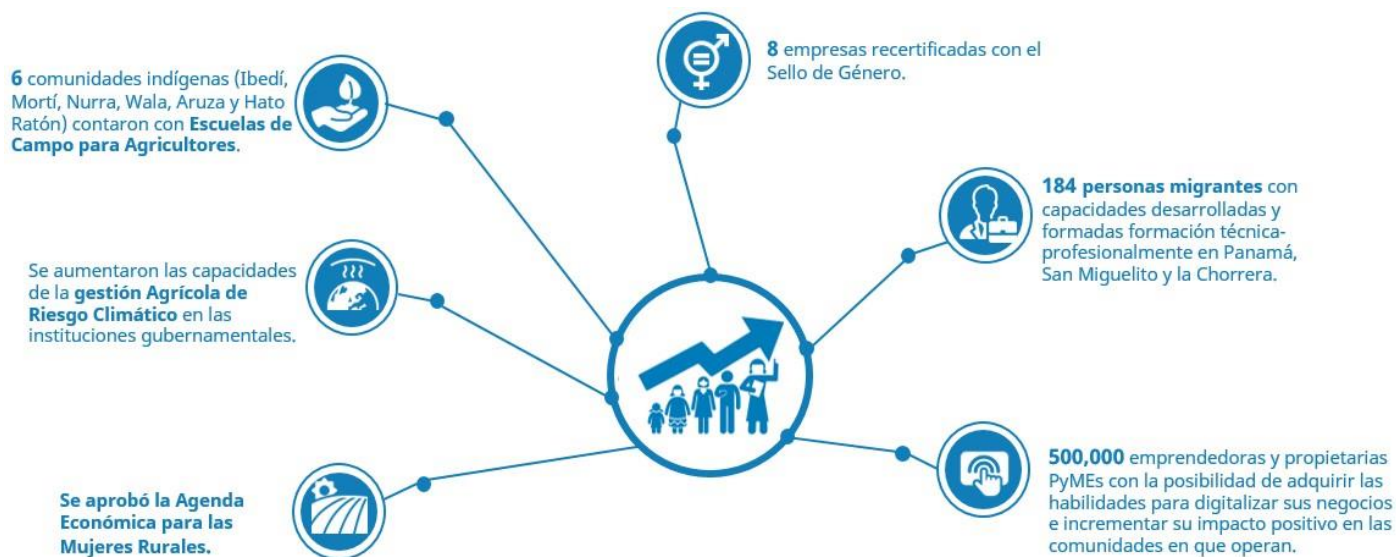 8 empresas recertificadas con el
Sello de Género.
6 comunidades indígenas (Ibedí,
Mortí, Nurra, Wala, Aruza y Hato
Ratón) contaron con Escuelas de
Campo para Agricultores.
184 personas migrantes con
capacidades desarrolladas y
formadas formación técnica-
profesionalmente en Panamá,
San Miguelito y la Chorrera.
Se aumentaron las capacidades
de la gestión Agrícola de
Riesgo Climático en las
instituciones gubernamentales.
500,000 emprendedoras y propietarias
PyMEs con la posibilidad de adquirir las
habilidades para digitalizar sus negocios
e incrementar su impacto positivo en las
comunidades en que operan.
Se aprobó la Agenda
Económica para las
Mujeres Rurales.